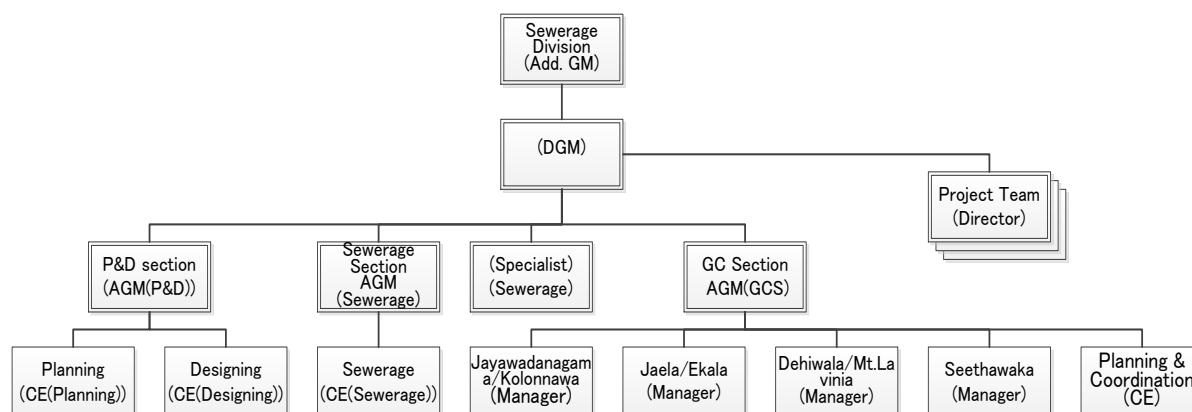 Sewerage
Division
(Add. GM)
(DGM)
Project Team
(Director)
P&D section
(AGM(P&D))
Sewerage
Section
AGM
(Sewerage)
(Specialist)
(Sewerage)
GC Section
AGM(GCS)
Planning
(CE(Planning))
Designing
(CE(Designing))
Sewerage
(CE(Sewerage))
Jayawadanagam
a/Kolonnawa
(Manager)
Jaela/Ekala
(Manager)
Dehiwala/Mt.La
vinia
(Manager)
Seethawaka
(Manager)
Planning &
Coordination
(CE)